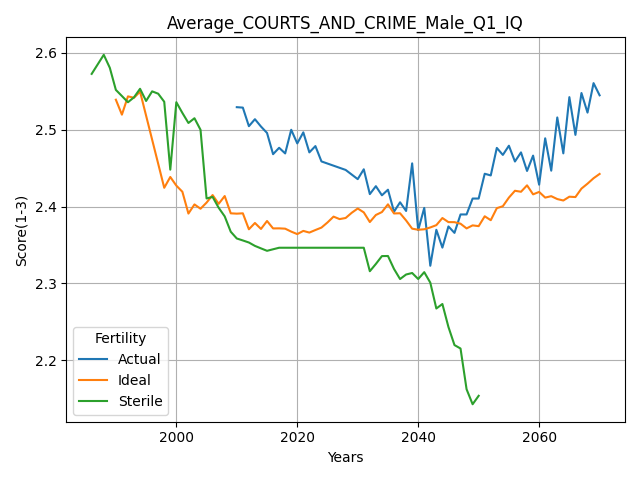 Average_COURTS_AND_CRIME_Male_Q1_IQ
2.6
2.5
2.4
2.3
2.2
Score(1-3)
Fertility
Actual
Ideal
Sterile
2000 2020 2040 2060
Years